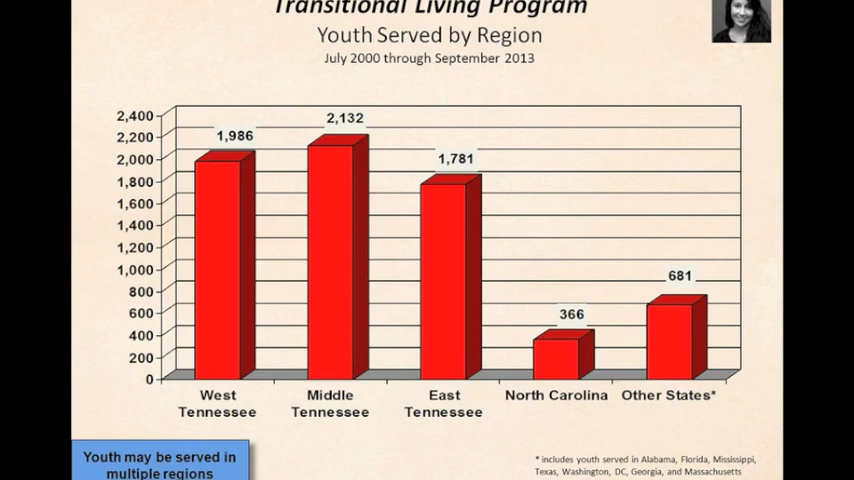 Transitional Living Program
Youth Served by Region
July 2000 through September 2013
2,400
2,200
2,000
1,800
1,600
1,400
1,200
1,000
800
600
400
200
0
1,986
2,132
1,781
366
681
West
Tennessee
Middle
Tennessee
East
Tennessee
North Carolina
Other States*
Youth may be served in
multiple regions
* includes youth served in Alabama, Florida, Mississippi,
Texas, Washington, DC, Georgia, and Massachusetts